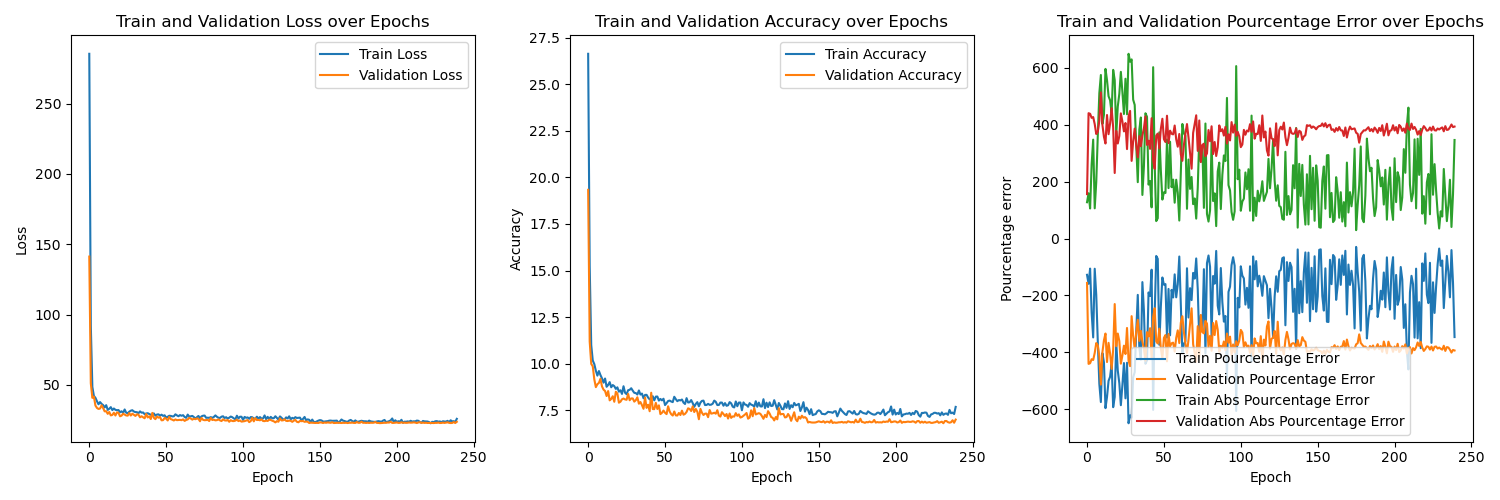 Train and Validation Loss over Epochs
Train Loss
Validation Loss
250
200
150
100
50
Loss
0
50
100
150
200
250
Epoch
Train and Validation Accuracy over Epochs
Train Accuracy
Validation Accuracy
27.5
25.0
22.5
20.0
17.5
15.0
12.5
10.0
7.5
Accuracy
0
50
100
150
200
250
Epoch
Train and Validation Pourcentage Error over Epochs
600
400
200
0
−200
−400
−600
Pourcentage error
Train Pourcentage Error
Validation Pourcentage Error
Train Abs Pourcentage Error
Validation Abs Pourcentage Error
0
50
100
150
200
250
Epoch